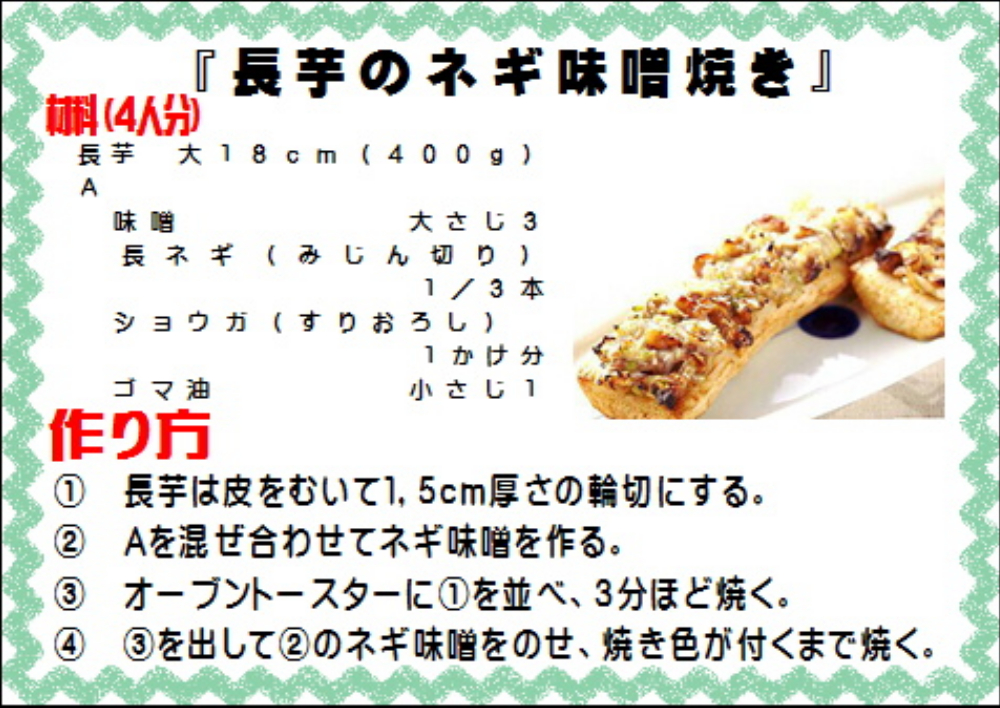 『長芋のネギ味噌焼き』
材料(4人分)
長芋　大18cm(400g)
A
味噌　大さじ3
長ネギ(みじん切り)
1/3本
ショウガ(すりおろし)
1かけ分
ゴマ油　小さじ1
作り方
①　長芋は皮をむいて1,5cm厚さの輪切にする。
②　Aを混ぜ合わせてネギ味噌を作る。
③　オーブントースターに①を並べ、3分ほど焼く。
④　③を出して②のネギ味噌をのせ、焼き色が付くまで焼く。